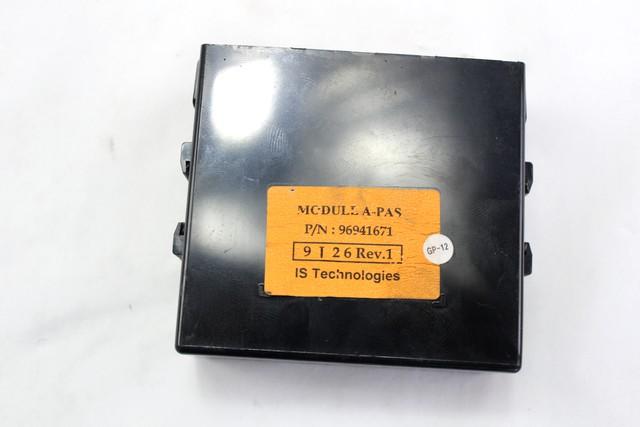 MODULE A-PAS
P/N : 96941671
9 I 26 Rev.1
IS Technologies
GP-12